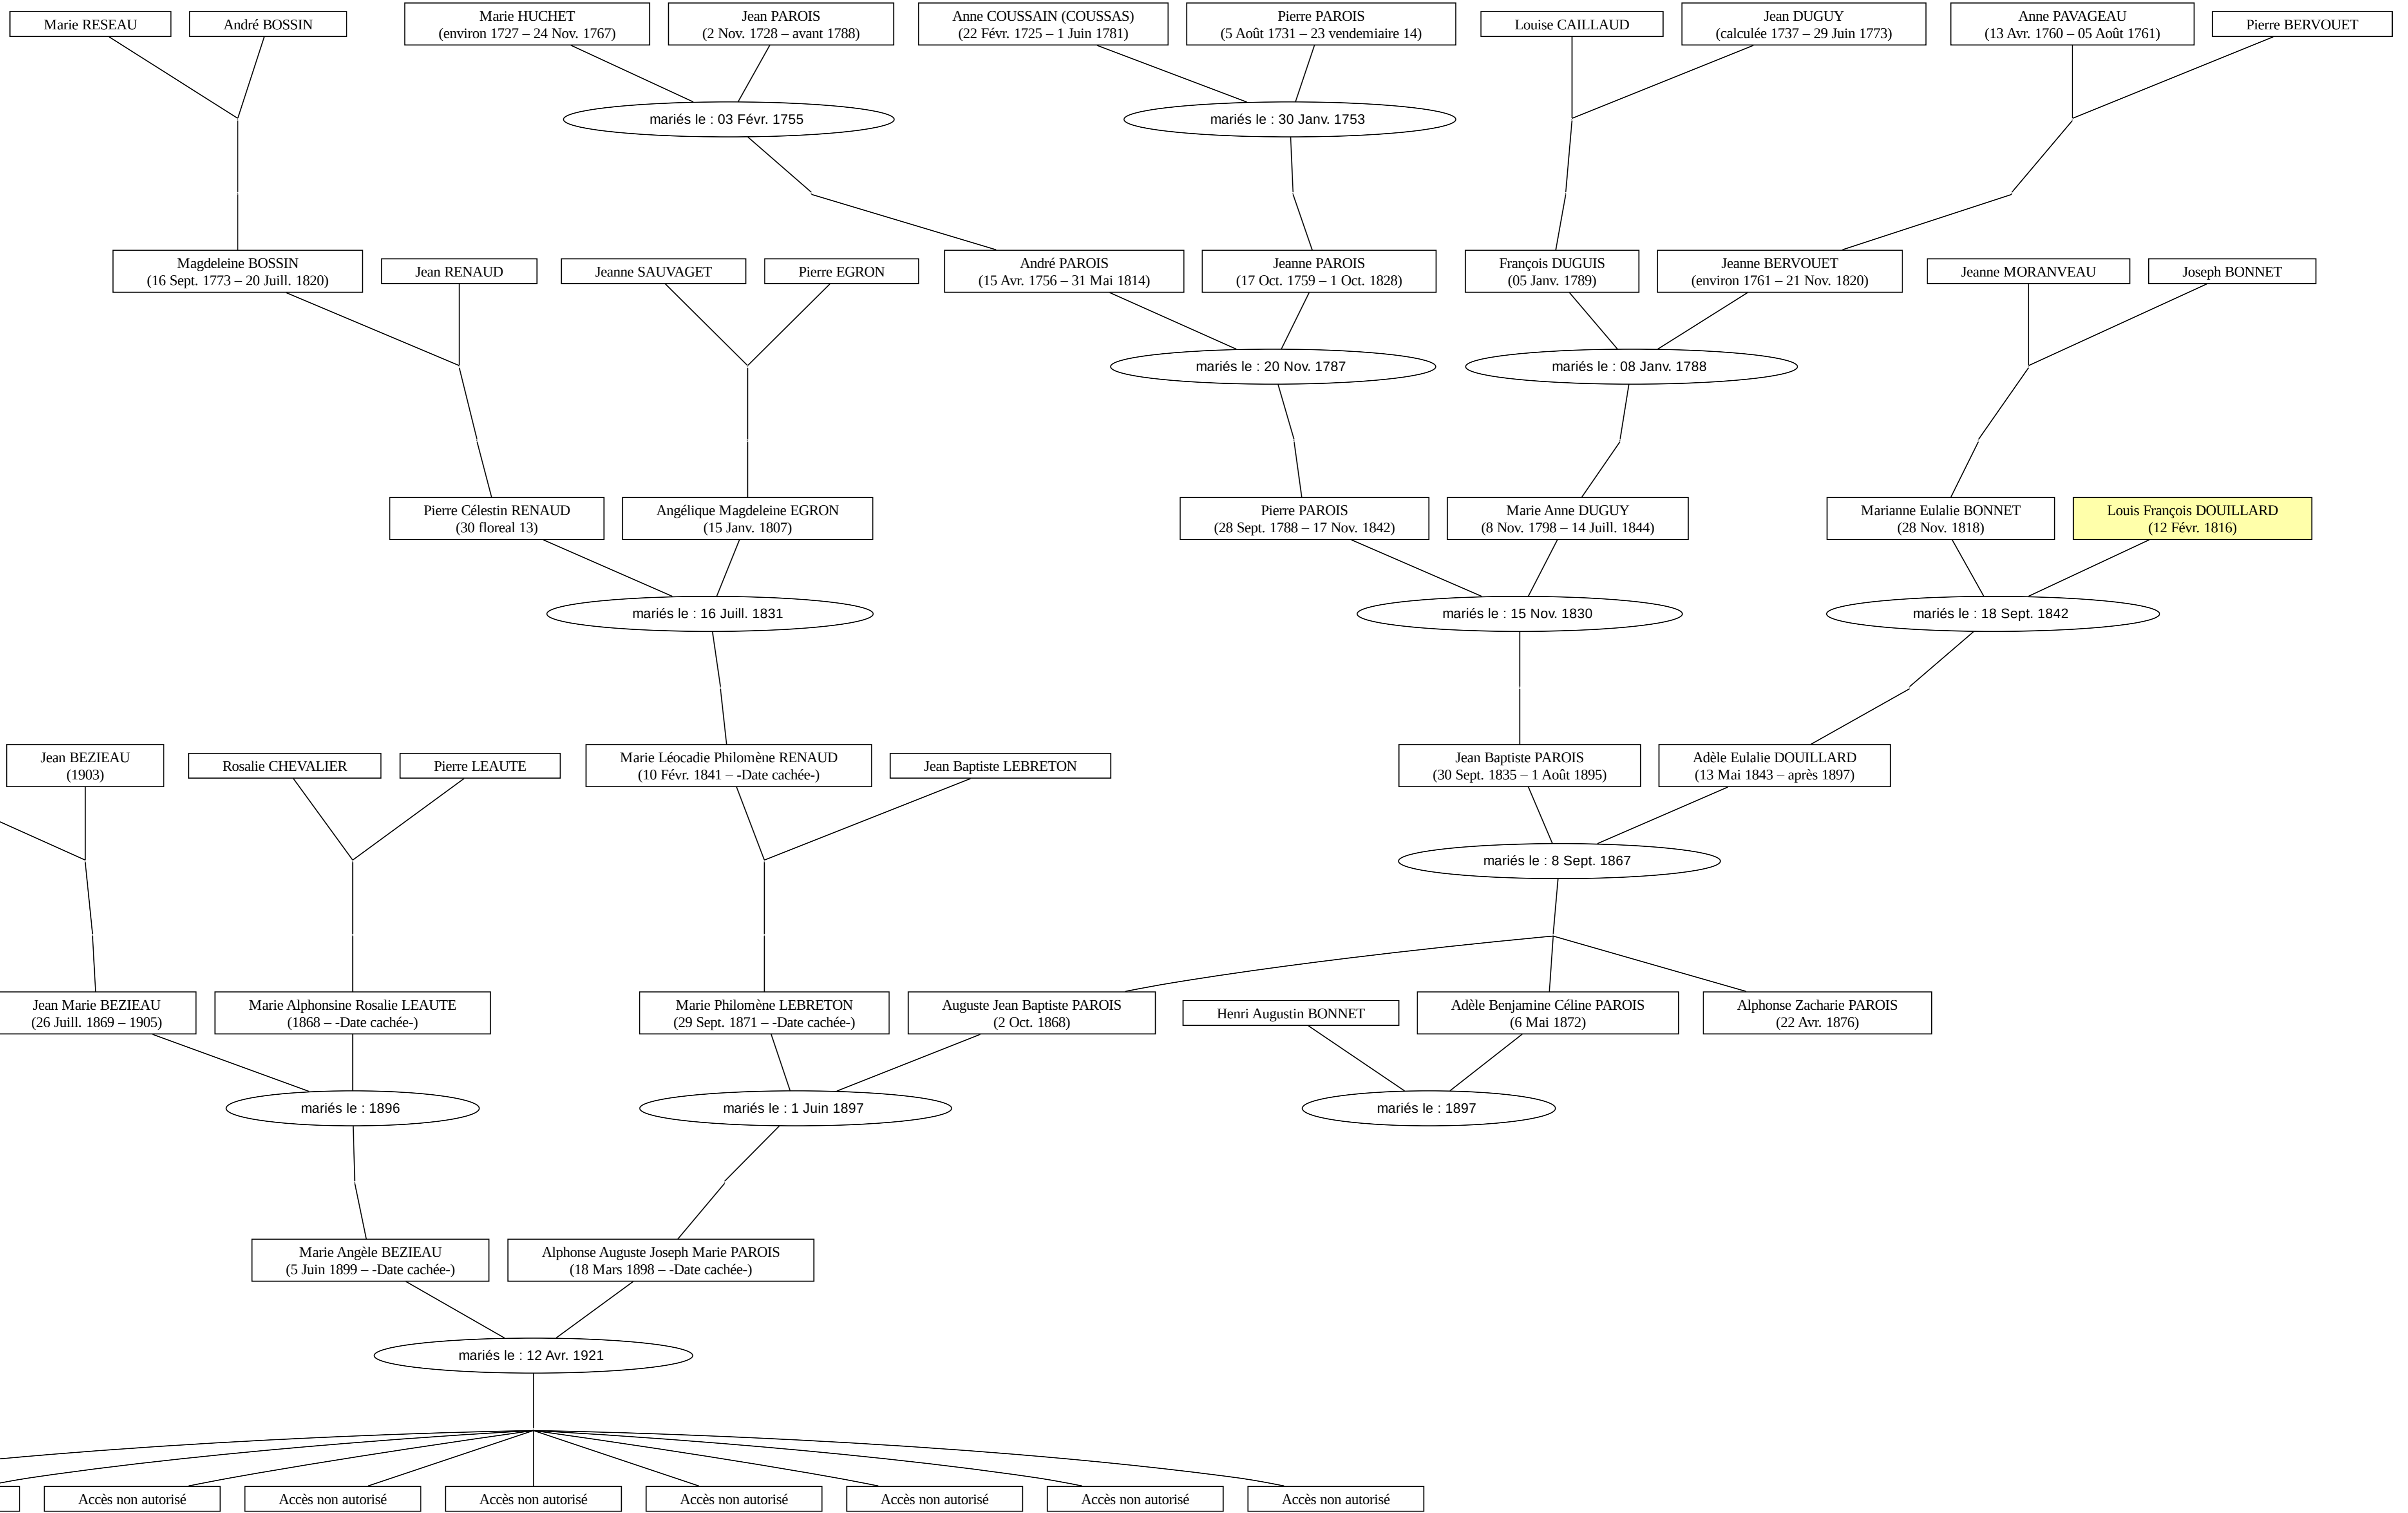 Marie RESEAU
André BOSSIN
Marie HUCHET
(environ 1727 – 24 Nov. 1767)
Jean PAROIS
(2 Nov. 1728 – avant 1788)
Anne COUSSAIN (COUSSAS)
(22 Févr. 1725 – 1 Juin 1781)
Pierre PAROIS
(5 Août 1731 – 23 vendemiaire 14)
Louise CAILLAUD
Jean DUGUY
(calculée 1737 – 29 Juin 1773)
Anne PAVAGEAU
(13 Avr. 1760 – 05 Août 1761)
Pierre BERVOUET
mariés le : 03 Févr. 1755
mariés le : 30 Janv. 1753
Magdeleine BOSSIN
(16 Sept. 1773 – 20 Juill. 1820)
Jean RENAUD
Jeanne SAUVAGET
Pierre EGRON
André PAROIS
(15 Avr. 1756 – 31 Mai 1814)
Jeanne PAROIS
(17 Oct. 1759 – 1 Oct. 1828)
François DUGUIS
(05 Janv. 1789)
Jeanne BERVOUET
(environ 1761 – 21 Nov. 1820)
Jeanne MORANVEAU
Joseph BONNET
mariés le : 20 Nov. 1787
mariés le : 08 Janv. 1788
Pierre Célestin RENAUD
(30 floreal 13)
Angélique Magdeleine EGRON
(15 Janv. 1807)
Pierre PAROIS
(28 Sept. 1788 – 17 Nov. 1842)
Marie Anne DUGUY
(8 Nov. 1798 – 14 Juill. 1844)
Marianne Eulalie BONNET
(28 Nov. 1818)
Louis François DOUILLARD
(12 Févr. 1816)
mariés le : 16 Juill. 1831
mariés le : 15 Nov. 1830
mariés le : 18 Sept. 1842
Jean BEZIEAU
(1903)
Rosalie CHEVALIER
Pierre LEAUTE
Marie Léocadie Philomène RENAUD
(10 Févr. 1841 – -Date cachée-)
Jean Baptiste LEBRETON
Jean Baptiste PAROIS
(30 Sept. 1835 – 1 Août 1895)
Adèle Eulalie DOUILLARD
(13 Mai 1843 – après 1897)
mariés le : 8 Sept. 1867
Jean Marie BEZIEAU
(26 Juill. 1869 – 1905)
Marie Alphonsine Rosalie LEAUTE
(1868 – -Date cachée-)
Marie Philomène LEBRETON
(29 Sept. 1871 – -Date cachée-)
Auguste Jean Baptiste PAROIS
(2 Oct. 1868)
Henri Augustin BONNET
Adèle Benjamine Céline PAROIS
(6 Mai 1872)
Alphonse Zacharie PAROIS
(22 Avr. 1876)
mariés le : 1896
mariés le : 1 Juin 1897
mariés le : 1897
Marie Angèle BEZIEAU
(5 Juin 1899 – -Date cachée-)
Alphonse Auguste Joseph Marie PAROIS
(18 Mars 1898 – -Date cachée-)
mariés le : 12 Avr. 1921
Accès non autorisé
Accès non autorisé
Accès non autorisé
Accès non autorisé
Accès non autorisé
Accès non autorisé
Accès non autorisé